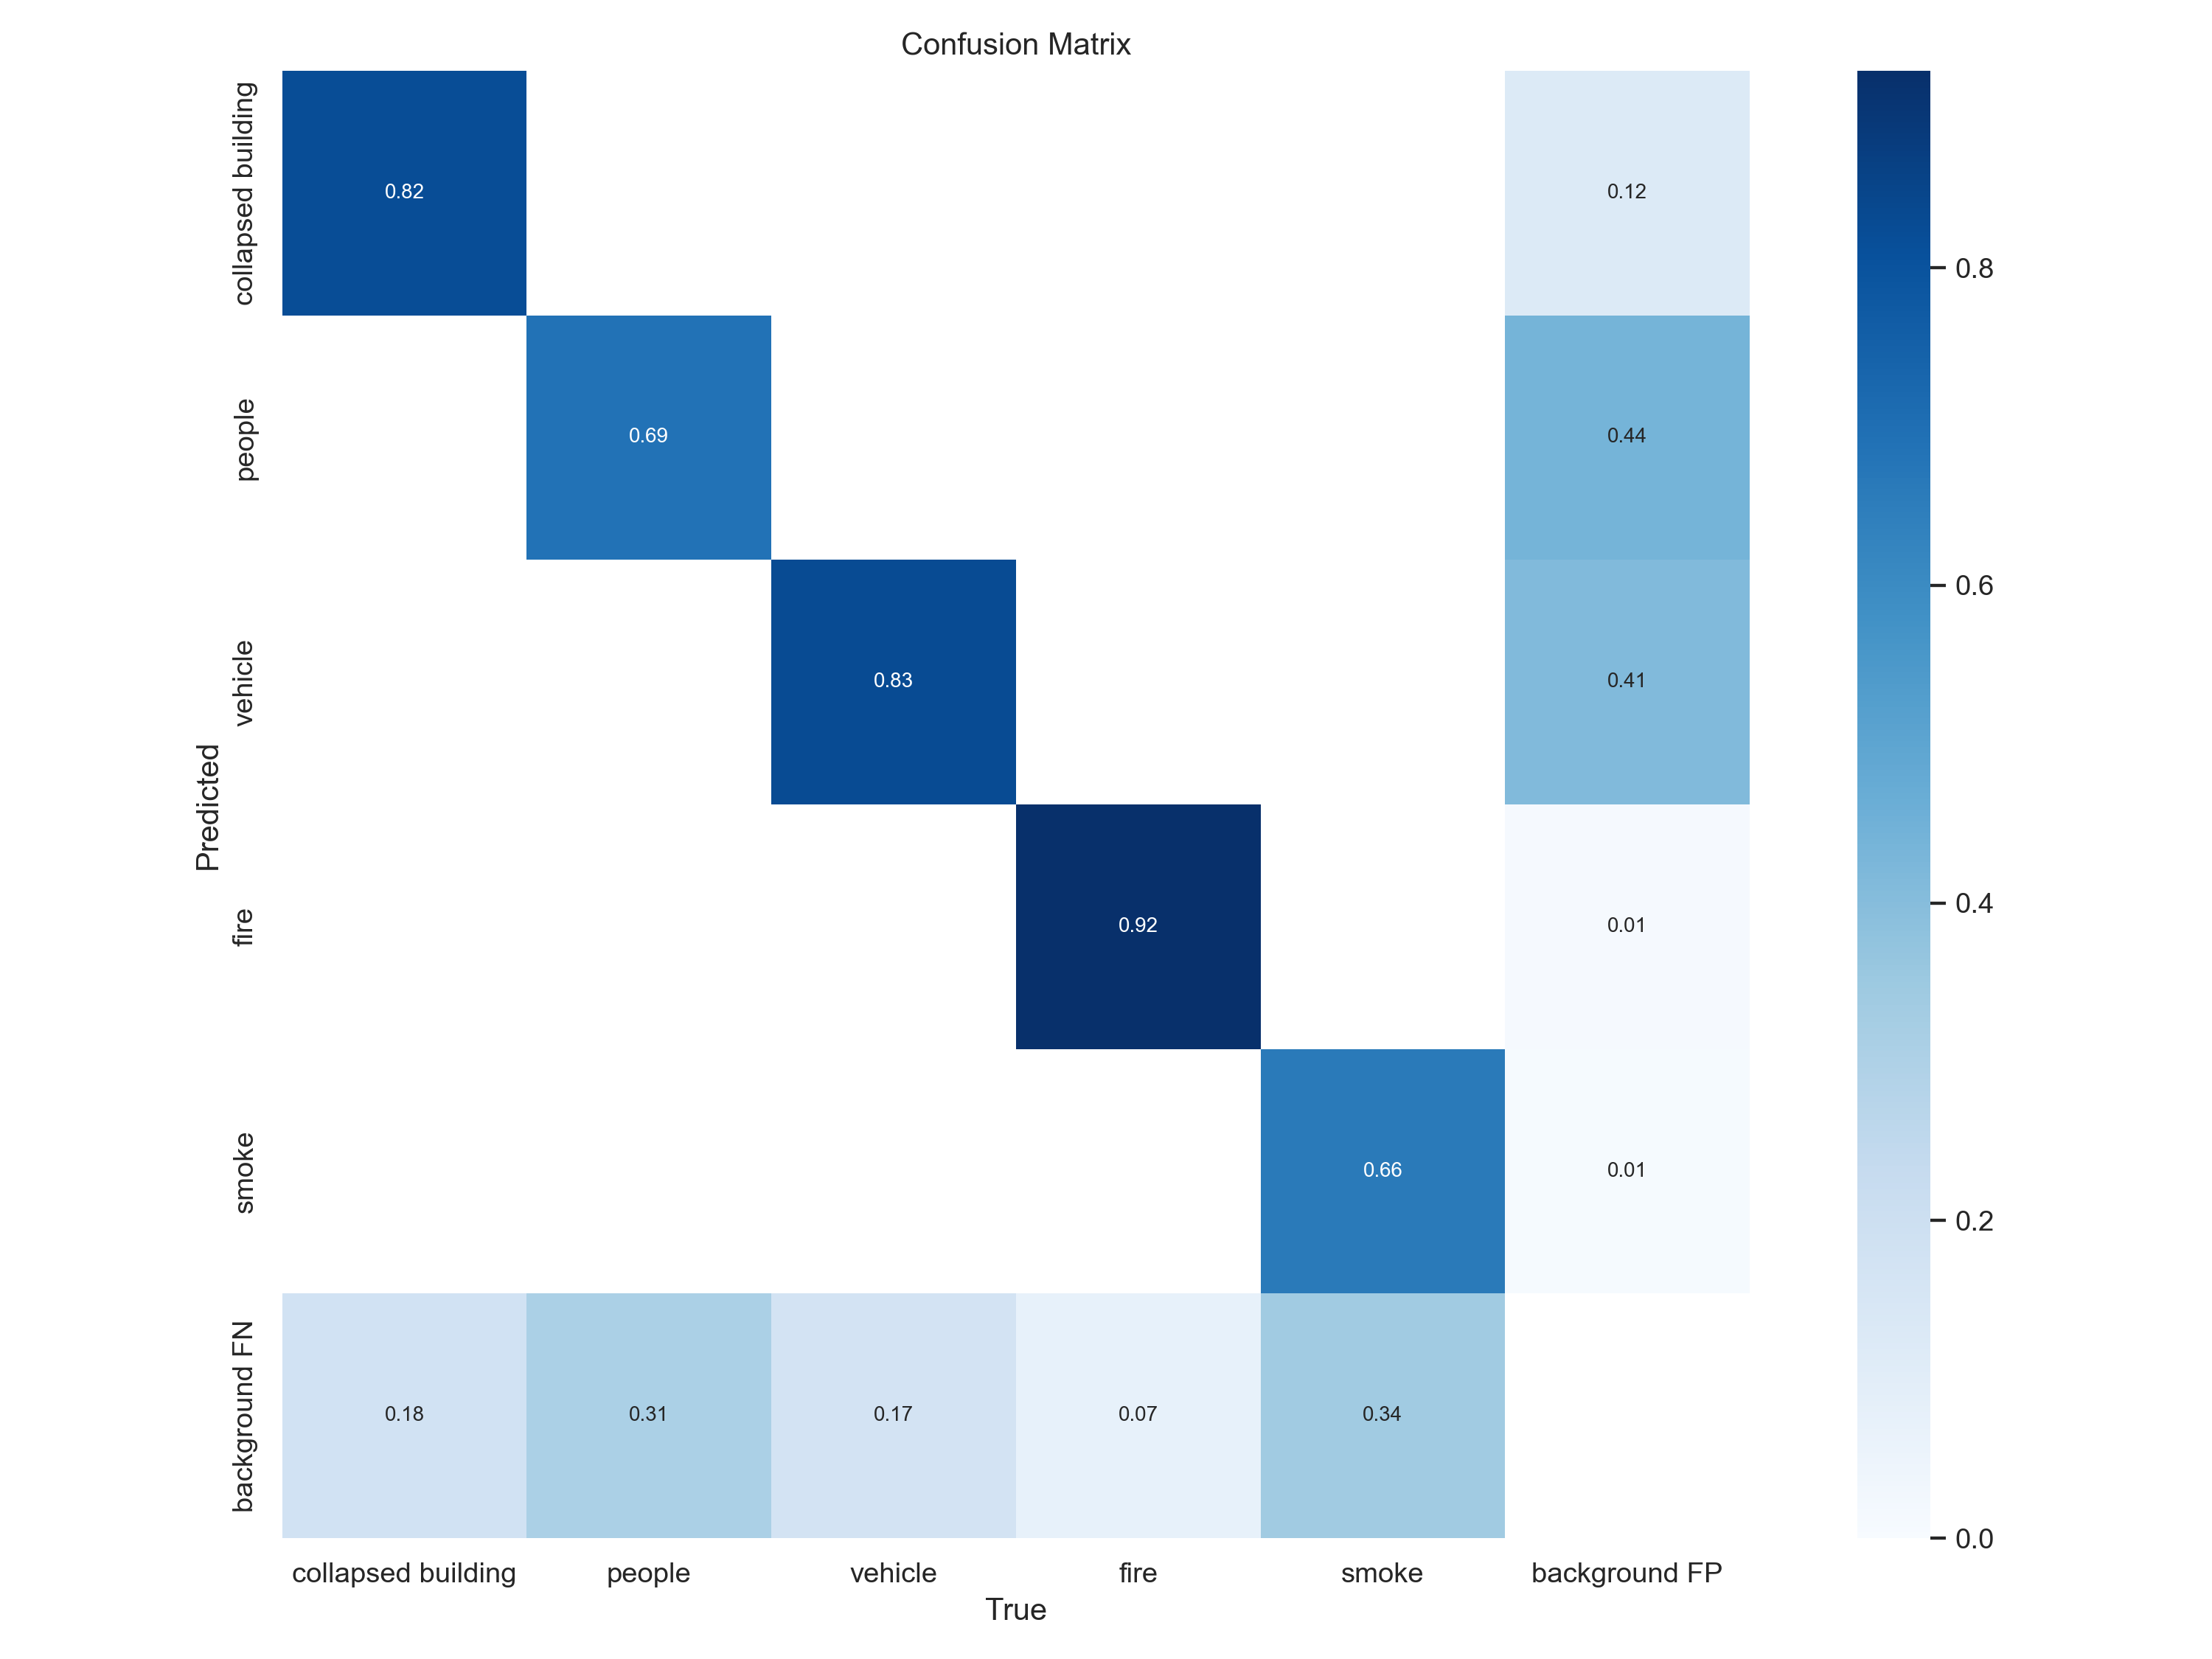 Confusion Matrix
collapsed building
0.82
0.12
people
0.69
0.44
vehicle
0.83
0.41
fire
0.92
0.01
smoke
0.66
0.01
background FN
0.18
0.31
0.17
0.07
0.34
Predicted
collapsed building
people
vehicle
fire
smoke
background FP
True
0.8
0.6
0.4
0.2
0.0